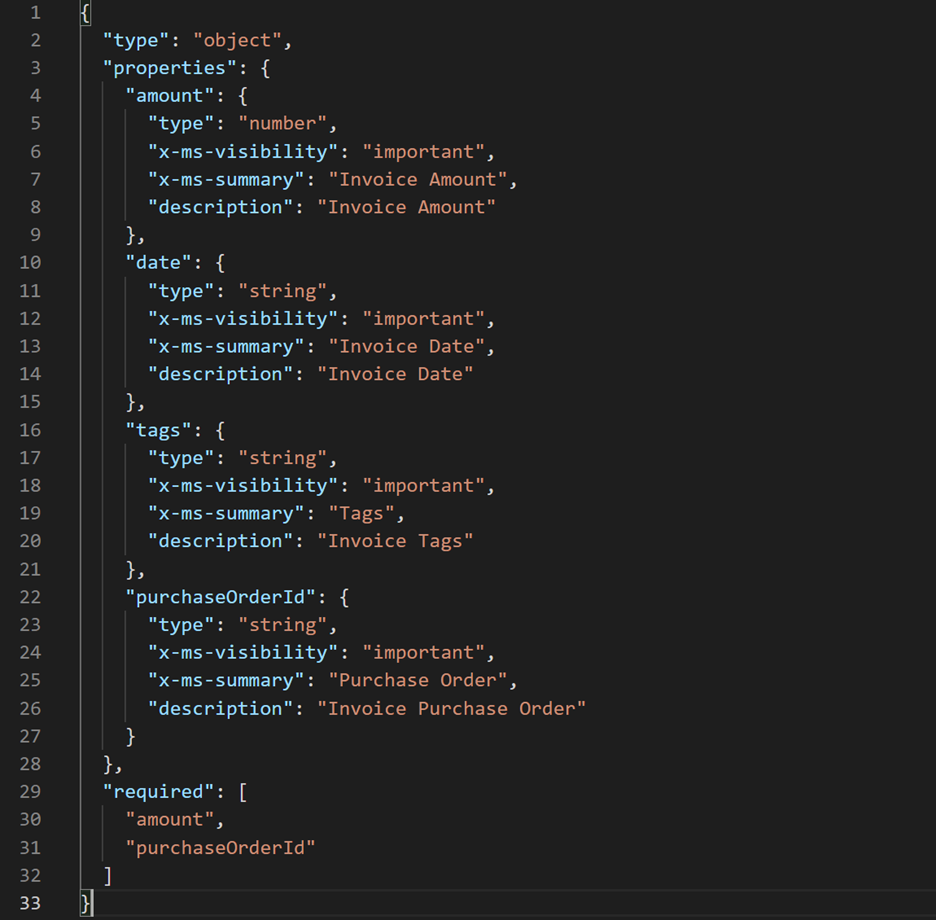 1 {
2   "type": "object",
3   "properties": {
4     "amount": {
5       "type": "number",
6       "x-ms-visibility": "important",
7       "x-ms-summary": "Invoice Amount",
8       "description": "Invoice Amount"
9     },
10     "date": {
11       "type": "string",
12       "x-ms-visibility": "important",
13       "x-ms-summary": "Invoice Date",
14       "description": "Invoice Date"
15     },
16     "tags": {
17       "type": "string",
18       "x-ms-visibility": "important",
19       "x-ms-summary": "Tags",
20       "description": "Invoice Tags"
21     },
22     "purchaseOrderId": {
23       "type": "string",
24       "x-ms-visibility": "important",
25       "x-ms-summary": "Purchase Order",
26       "description": "Invoice Purchase Order"
27     }
28   },
29   "required": [
30     "amount",
31     "purchaseOrderId"
32   ]
33 }